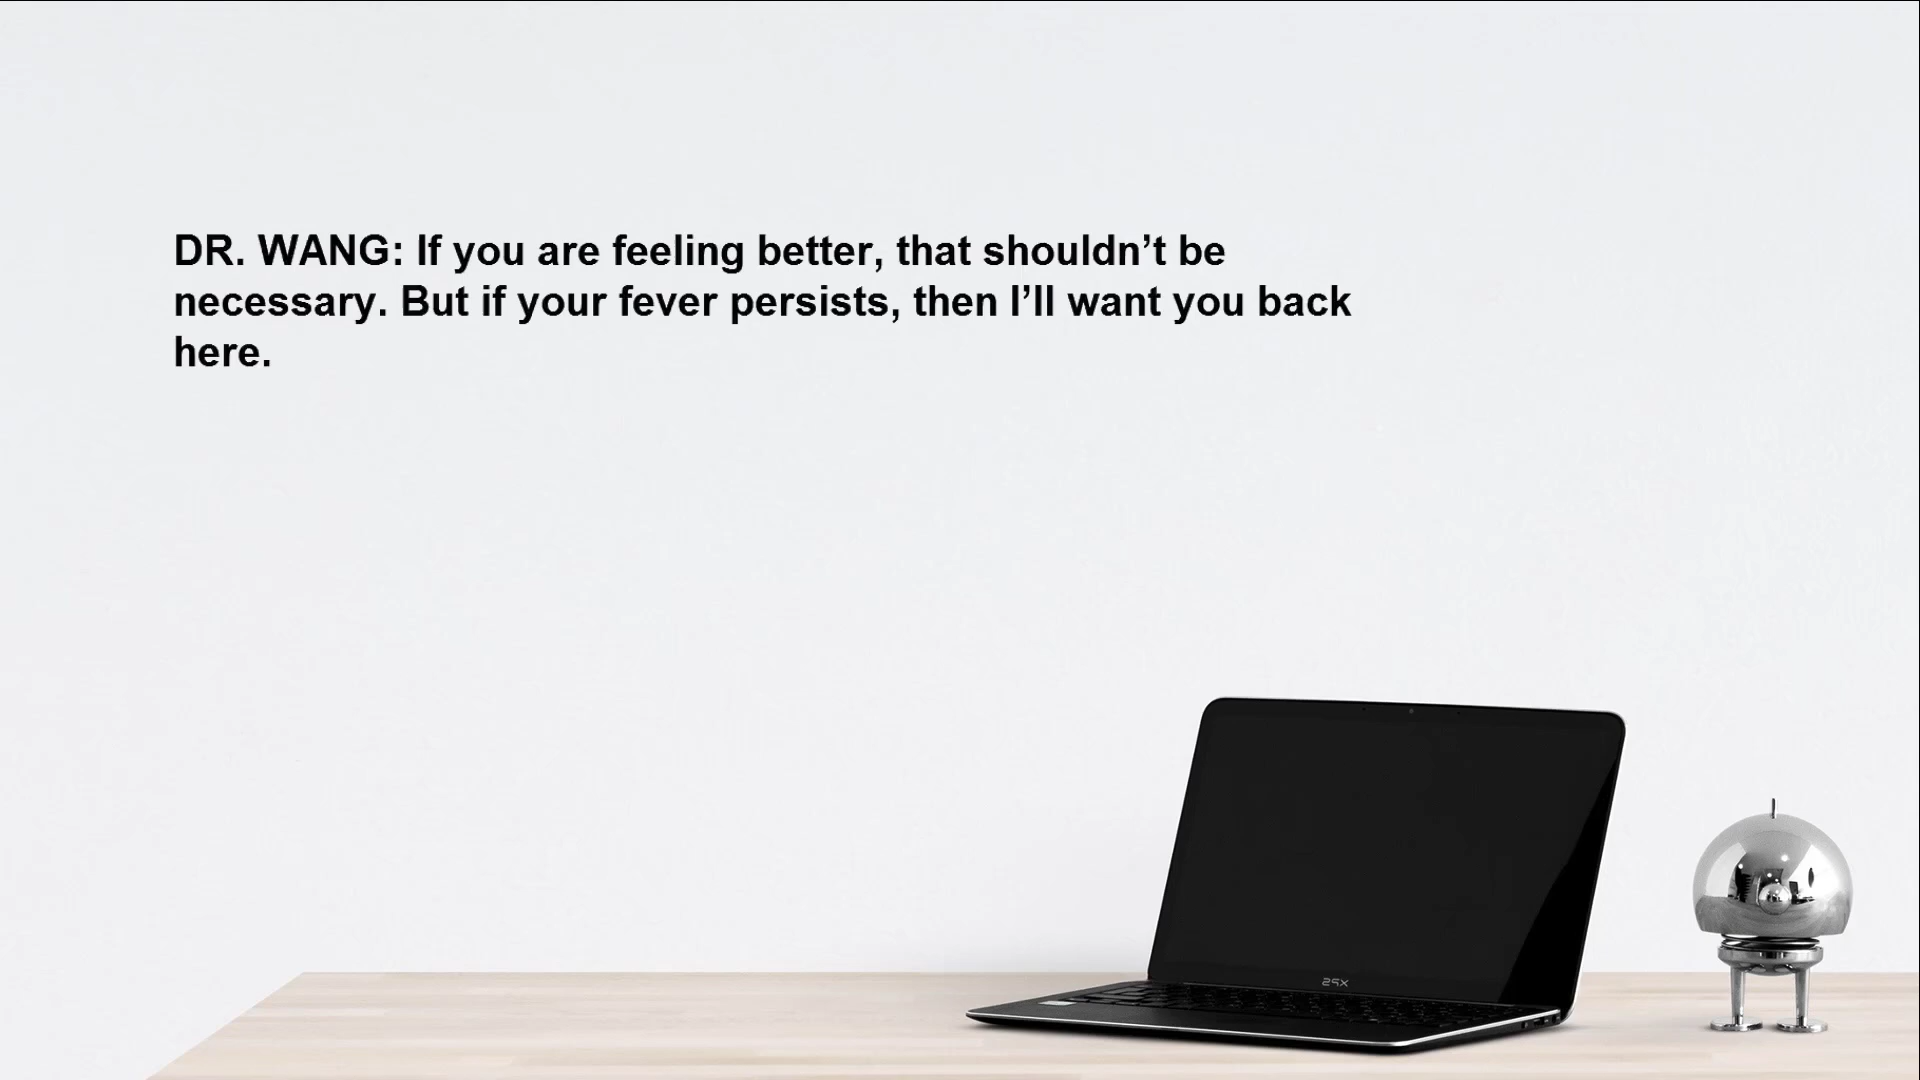 DR. WANG: If you are feeling better, that shouldn’t be
necessary. But if your fever persists, then I’ll want you back
here.
XPS